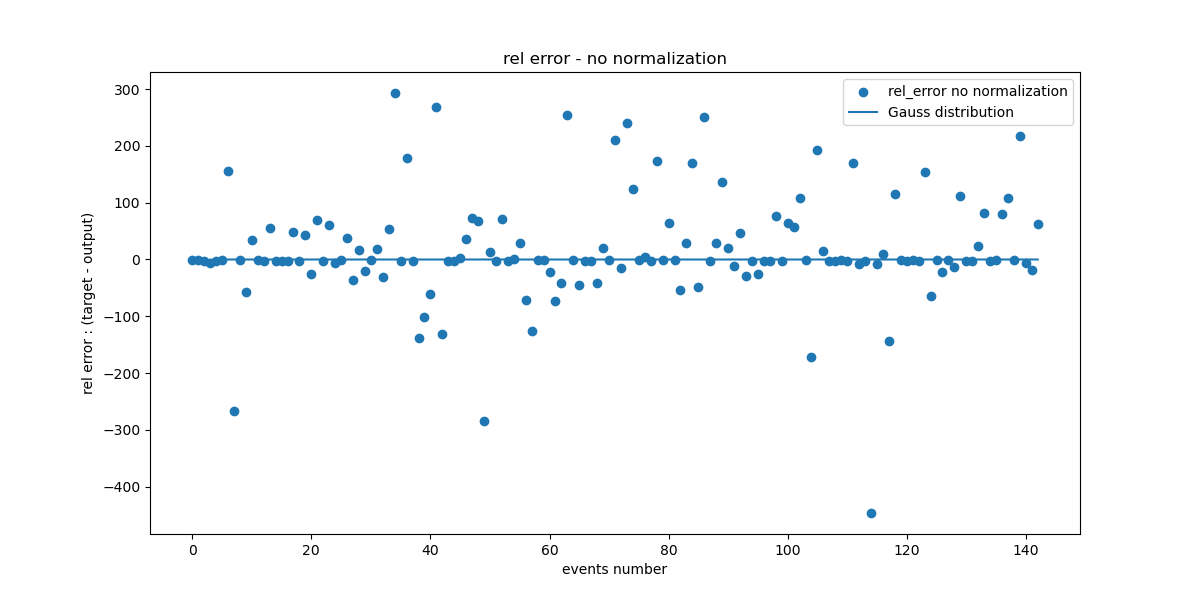 rel error - no normalization
rel_error no normalization
Gauss distribution
300
200
100
0
−100
−200
−300
−400
rel error : (target - output)
0 20 40 60 80 100 120 140
events number